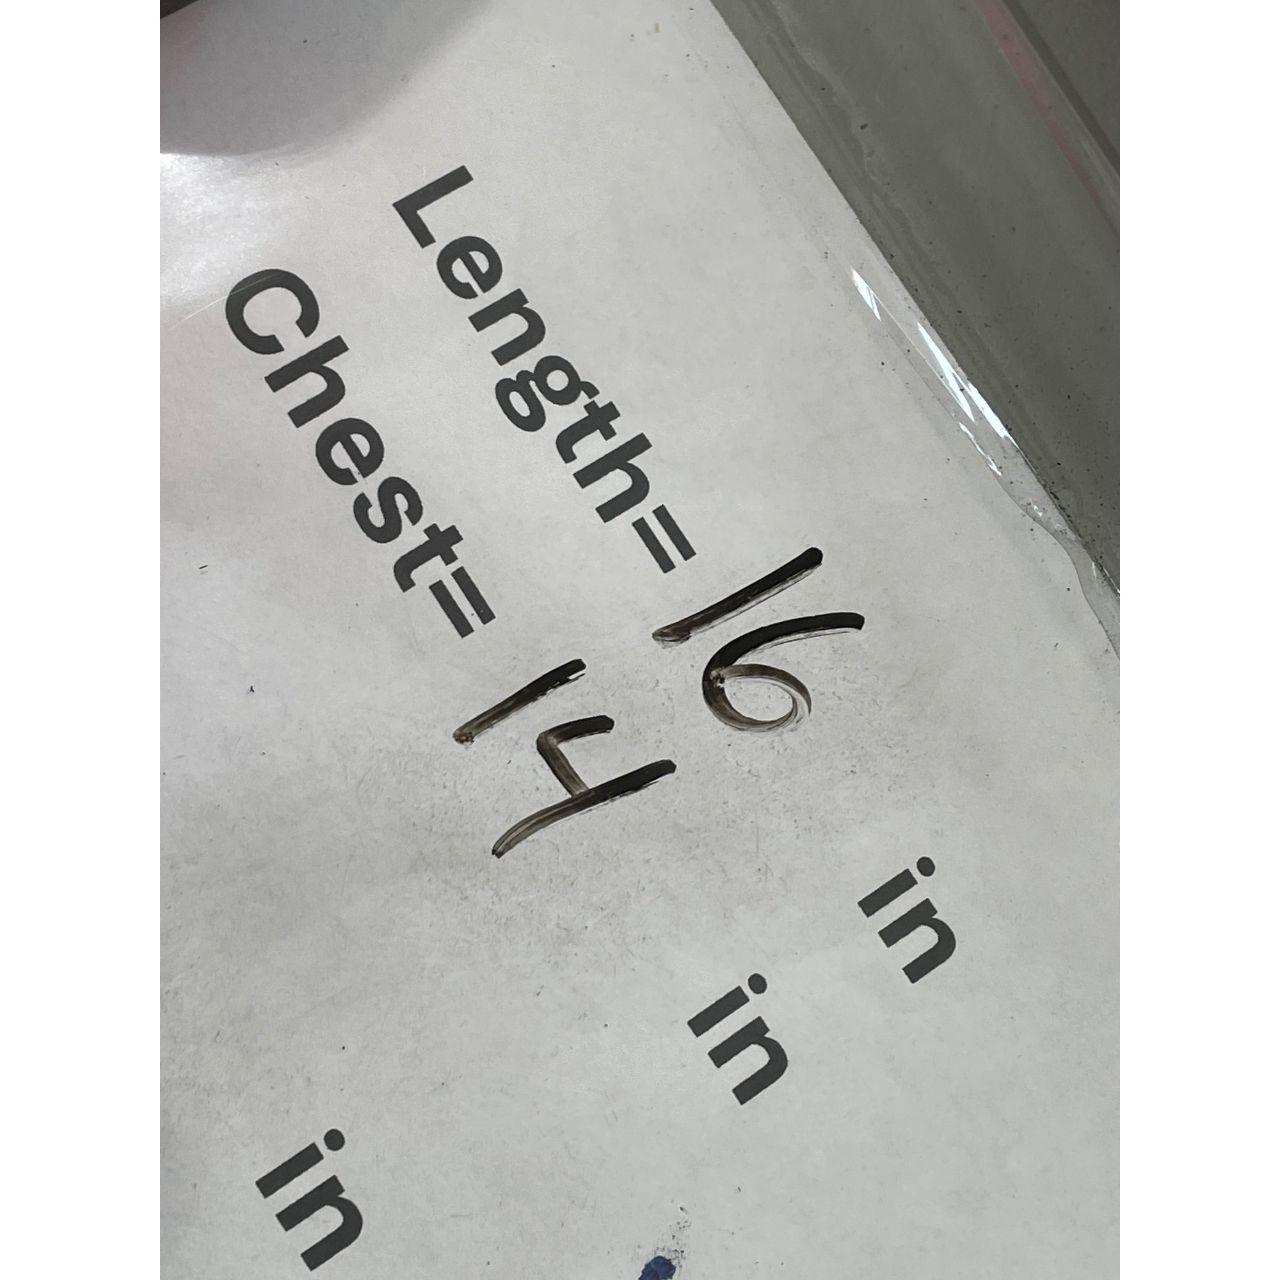 Length= 16 in
Chest= 14 in
in